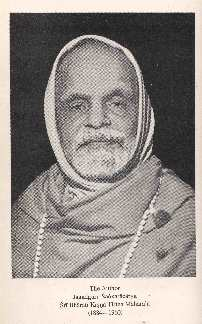 The Author
Jagadguru Sankaracarya
Sri Bharati Krsna Tirtha Maharaja
(1884-1960)